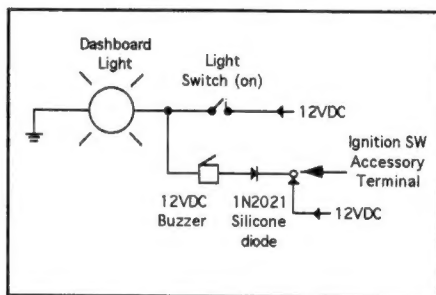 Dashboard
Light
Light
Switch (on)
12VDC
Ignition SW
Accessory
Terminal
12VDC
Buzzer
1N2021
Silicone
diode
12VDC